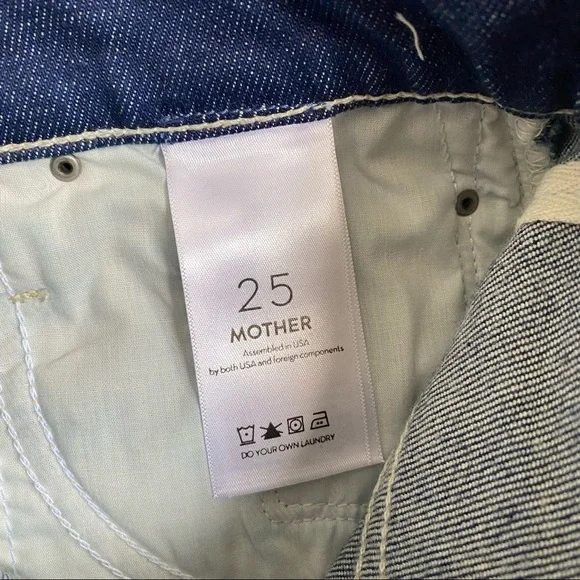 25
MOTHER
Assembled in USA
by both USA and foreign components
DO YOUR OWN LAUNDRY